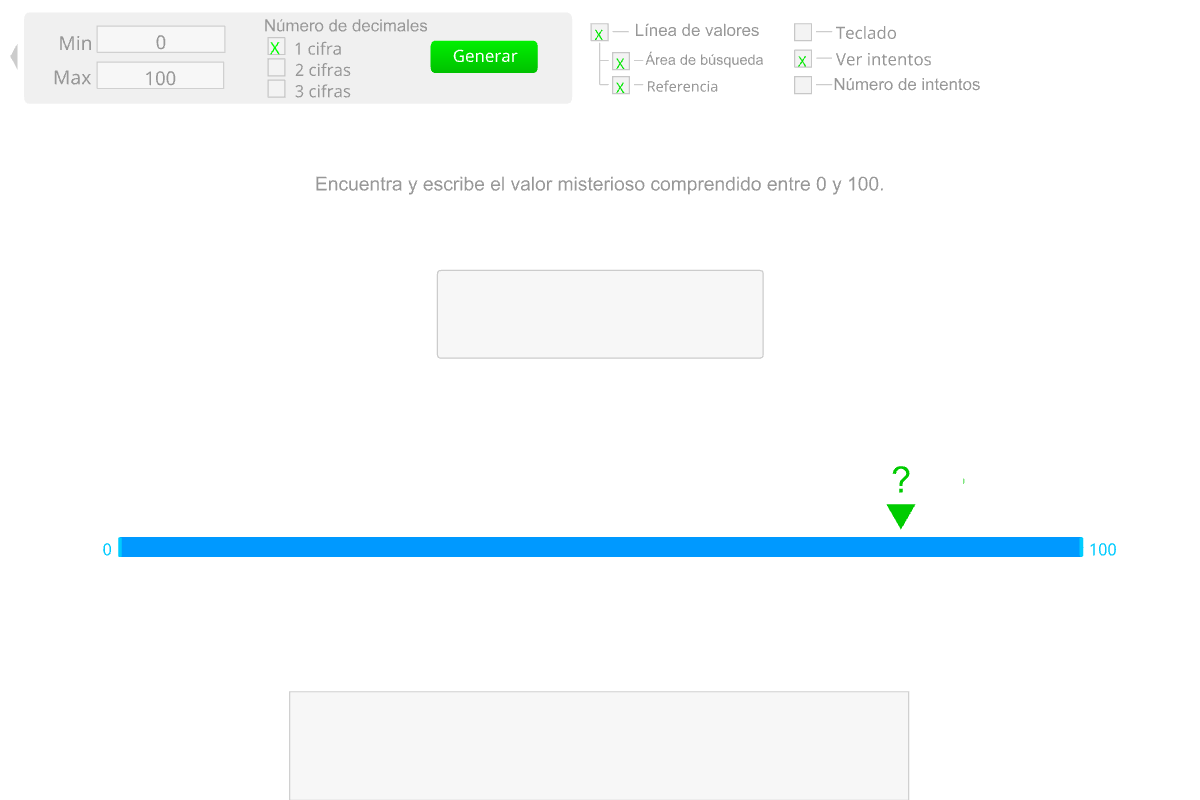 Min 0
Max 100
Número de decimales
X 1 cifra
2 cifras
3 cifras
Generar
X Línea de valores
X Área de búsqueda
X Referencia
Teclado
X Ver intentos
Número de intentos
Encuentra y escribe el valor misterioso comprendido entre 0 y 100.
?
0 100